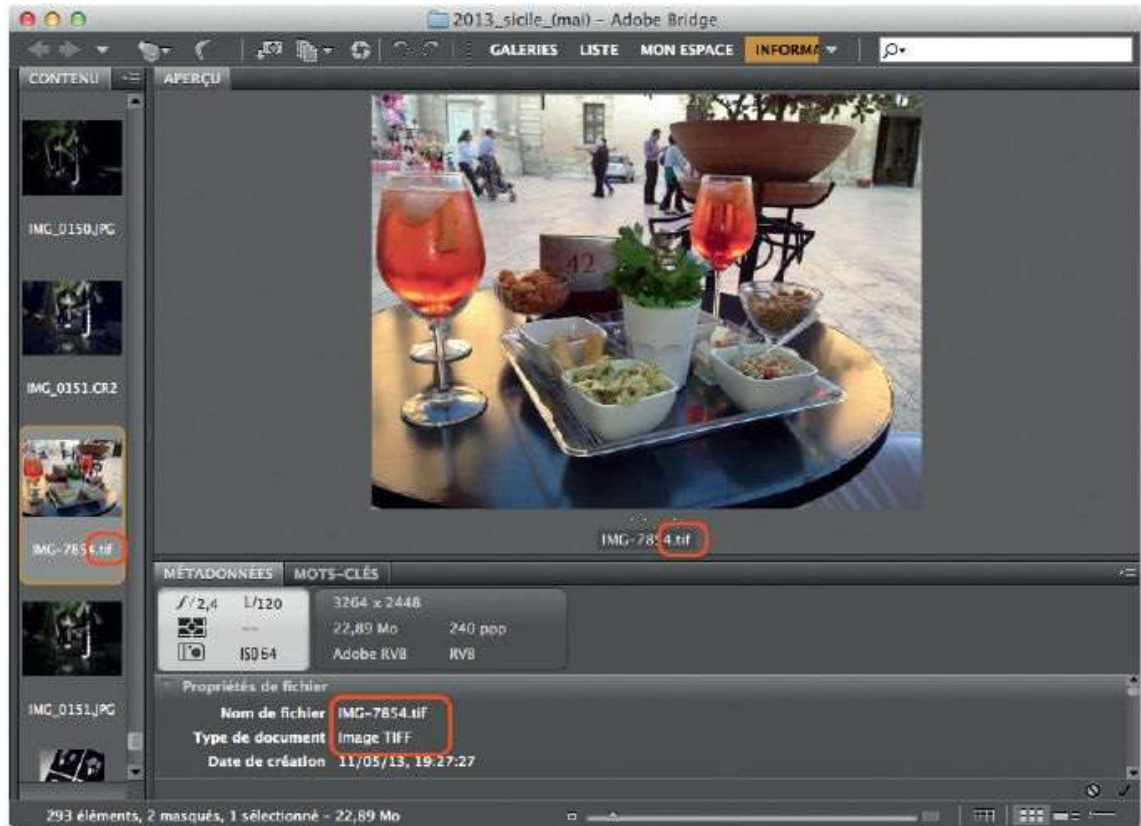 2013_sicile_(mai) – Adobe Bridge
GALERIES LISTE MON ESPACE INFORMA
CONTENU
APERÇU
IMG_0150.JPG
IMG_0151.CR2
IMG-7854.tif
IMG_0151.JPG
42
IMG-7854.tif
MÉTADONNÉES MOTS-CLÉS
f/2,4 1/120
--
ISO 64
3264 x 2448
22,89 Mo 240 ppp
Adobe RVB RVB
Propriétés de fichier
Nom de fichier IMG-7854.tif
Type de document Image TIFF
Date de création 11/05/13, 19:27:27
293 éléments, 2 masqués, 1 sélectionné – 22,89 Mo